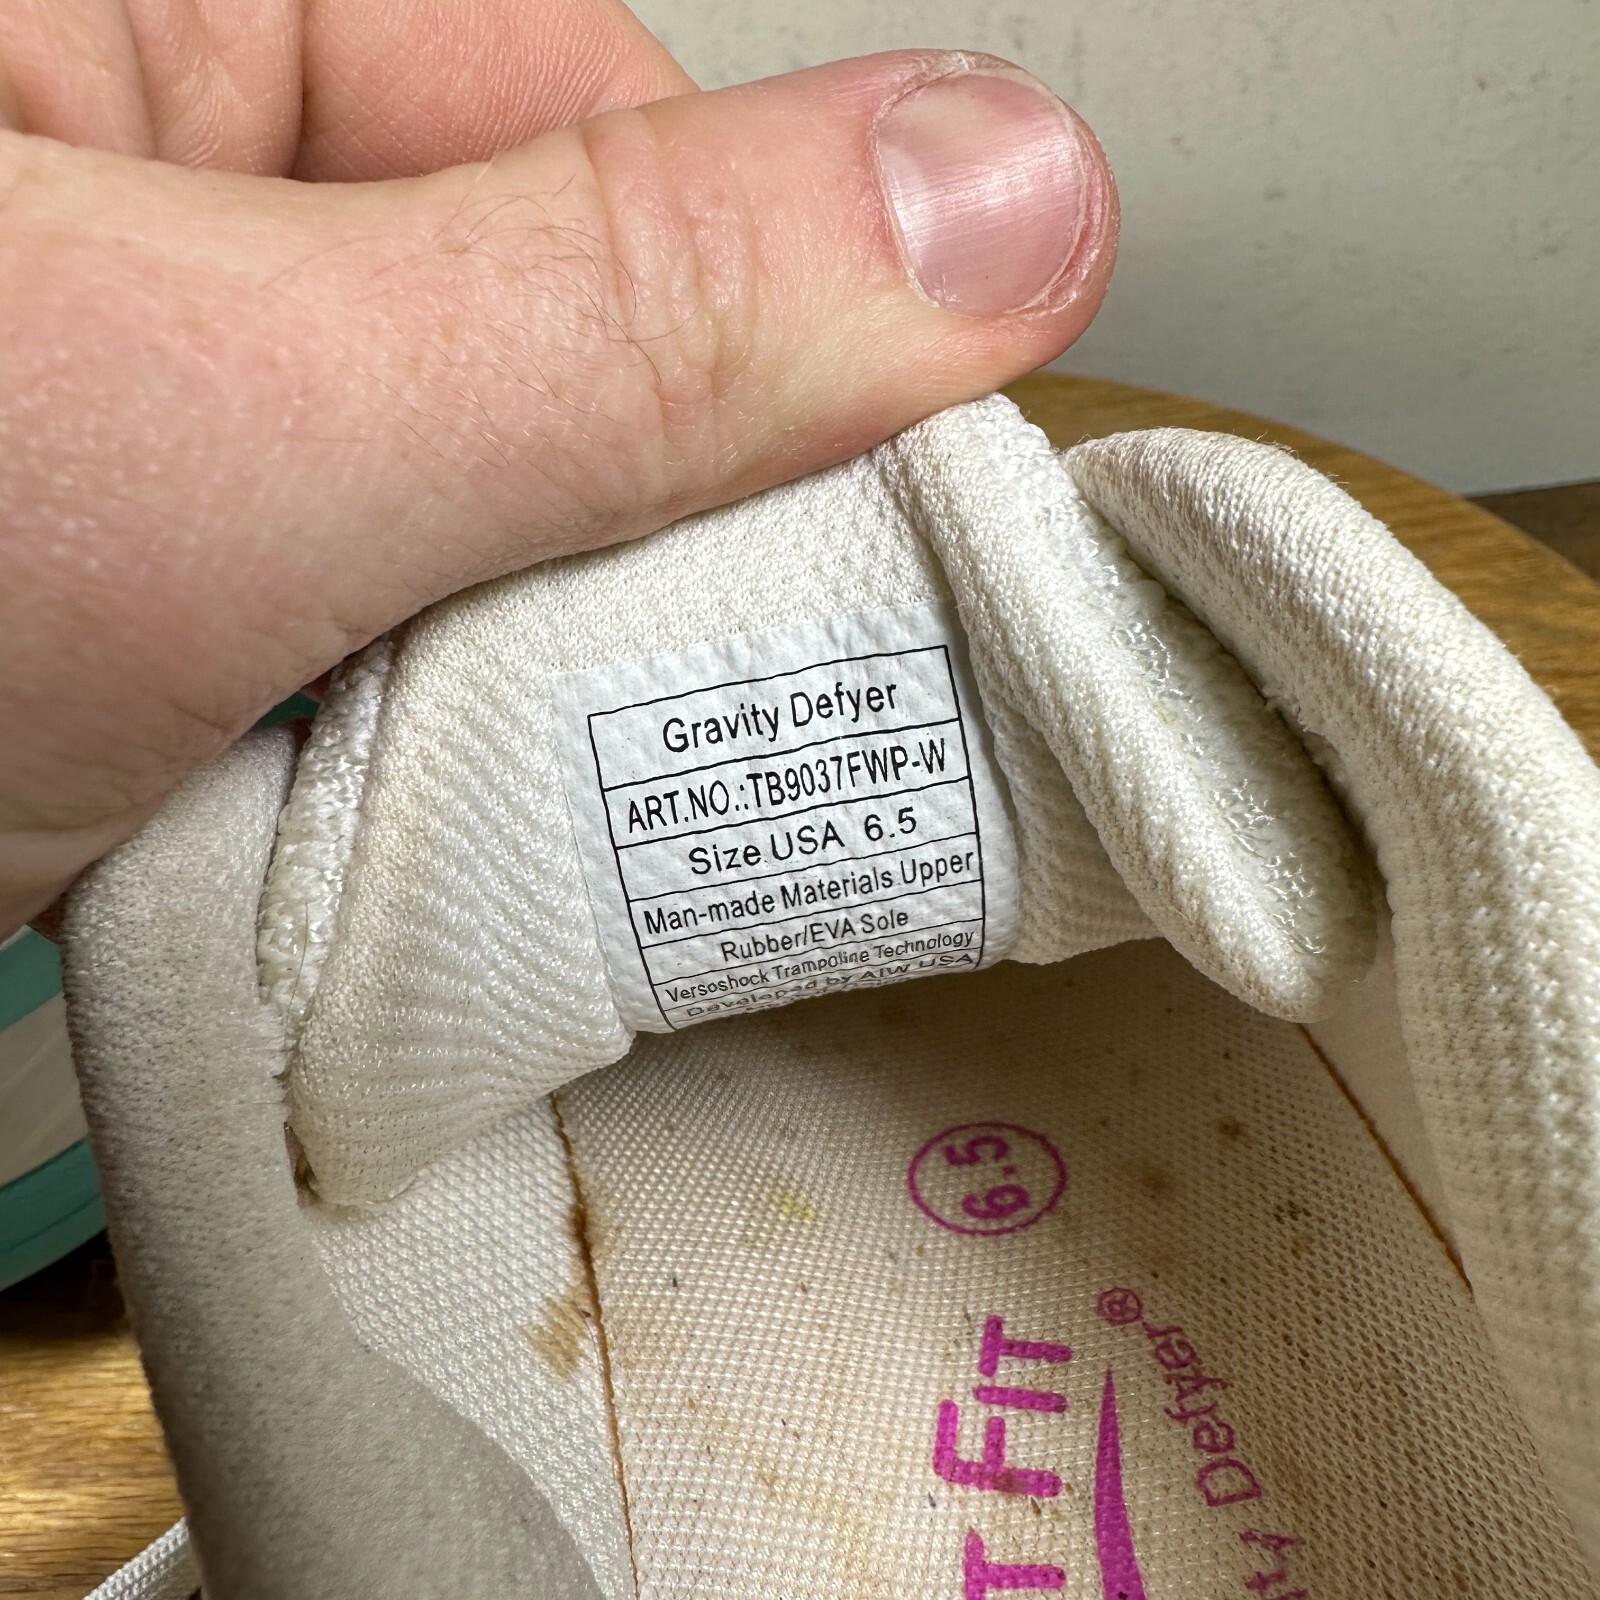 Gravity Defyer
ART.NO.:TB9037FWP-W
Size USA 6.5
Man-made Materials Upper
Rubber/EVA Sole
Versoshock Trampoline Technology
Developed by AIW USA
6.5
T FIT
ity Defyer®